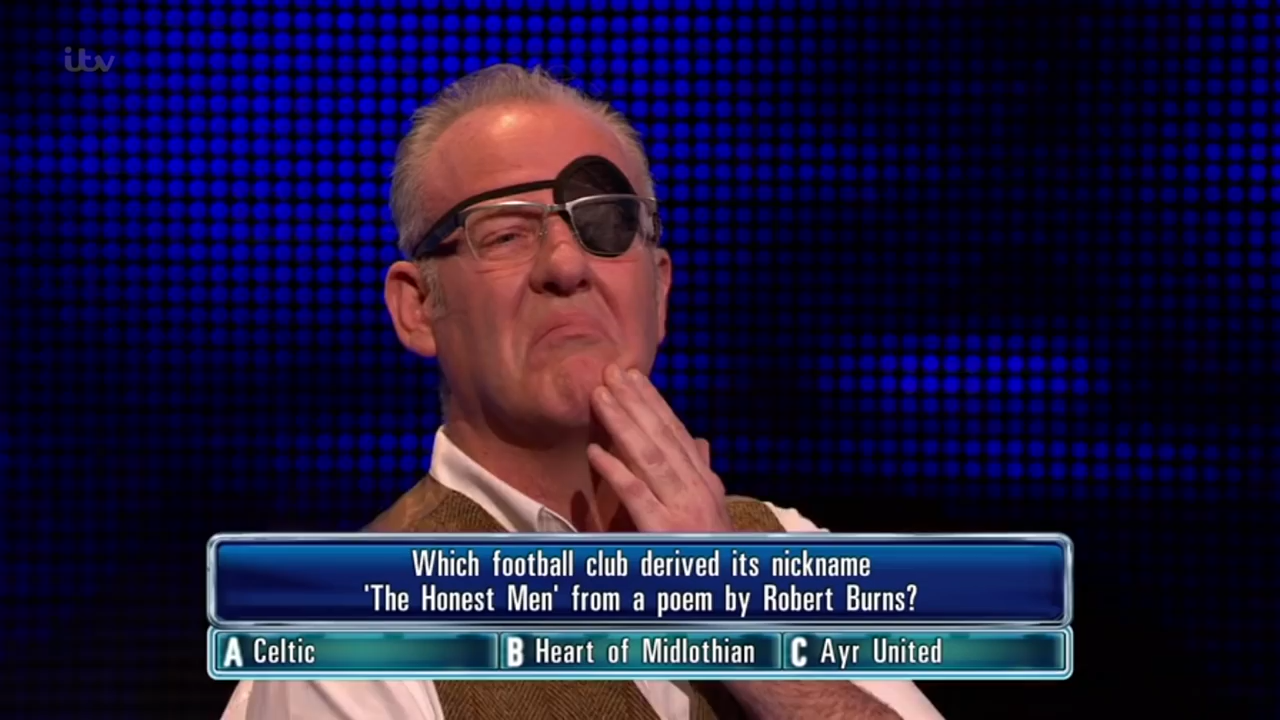 itv
Which football club derived its nickname
'The Honest Men' from a poem by Robert Burns?
A Celtic
B Heart of Midlothian
C Ayr United